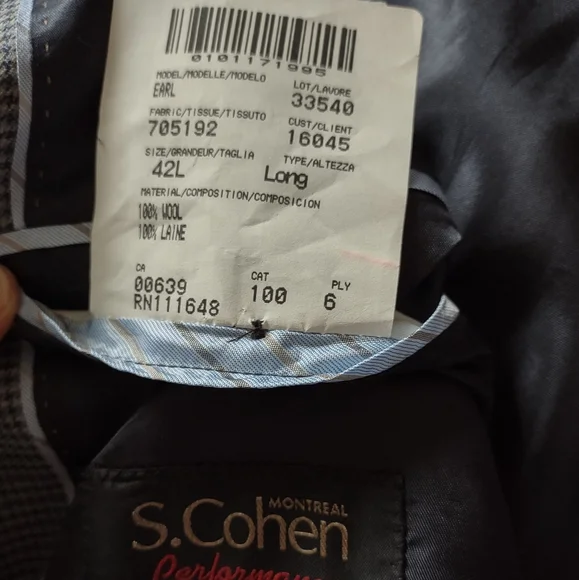 0101171995
MODEL/MODELLE/MODELO
EARL
LOT/LAVORE
33540
FABRIC/TISSUE/TISSUTO
705192
CUST/CLIENT
16045
SIZE/GRANDEUR/TAGLIA
42L
TYPE/ALTEZZA
Long
MATERIAL/COMPOSITION/COMPOSICION
100% WOOL
100% LAINE
CA
00639
RN111648
CAT
100
PLY
6
MONTREAL
S.Cohen